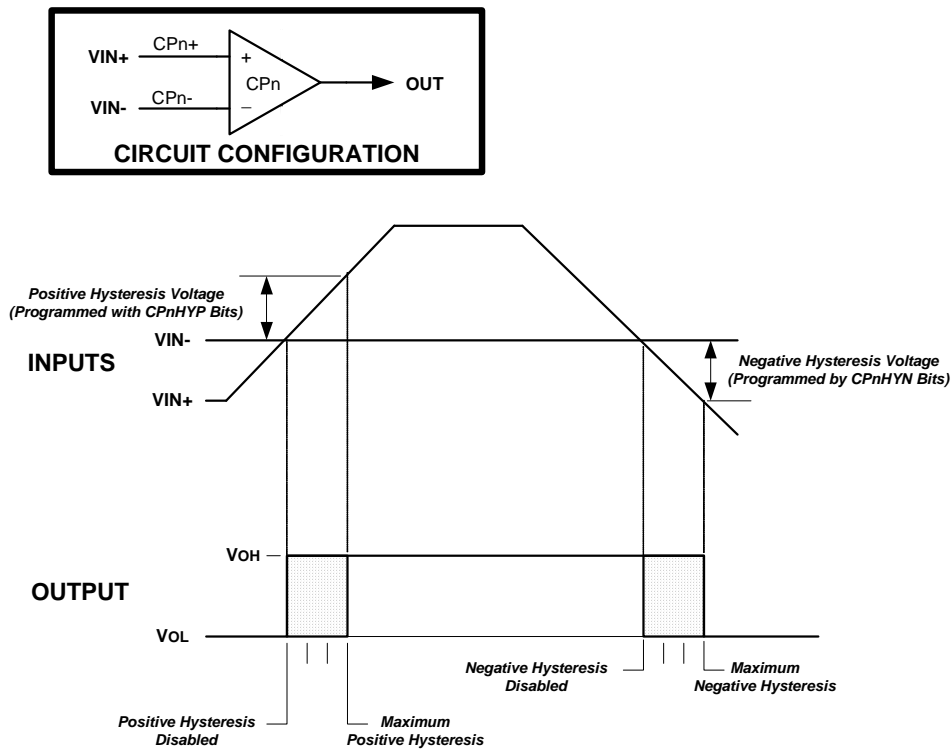 VIN+
CPn+
+
CPn
OUT
VIN-
CPn-
_
CIRCUIT CONFIGURATION
Positive Hysteresis Voltage
(Programmed with CPnHYP Bits)
VIN-
INPUTS
VIN+
Negative Hysteresis Voltage
(Programmed by CPnHYN Bits)
VOH
OUTPUT
VOL
Negative Hysteresis
Disabled
Maximum
Negative Hysteresis
Positive Hysteresis
Disabled
Maximum
Positive Hysteresis